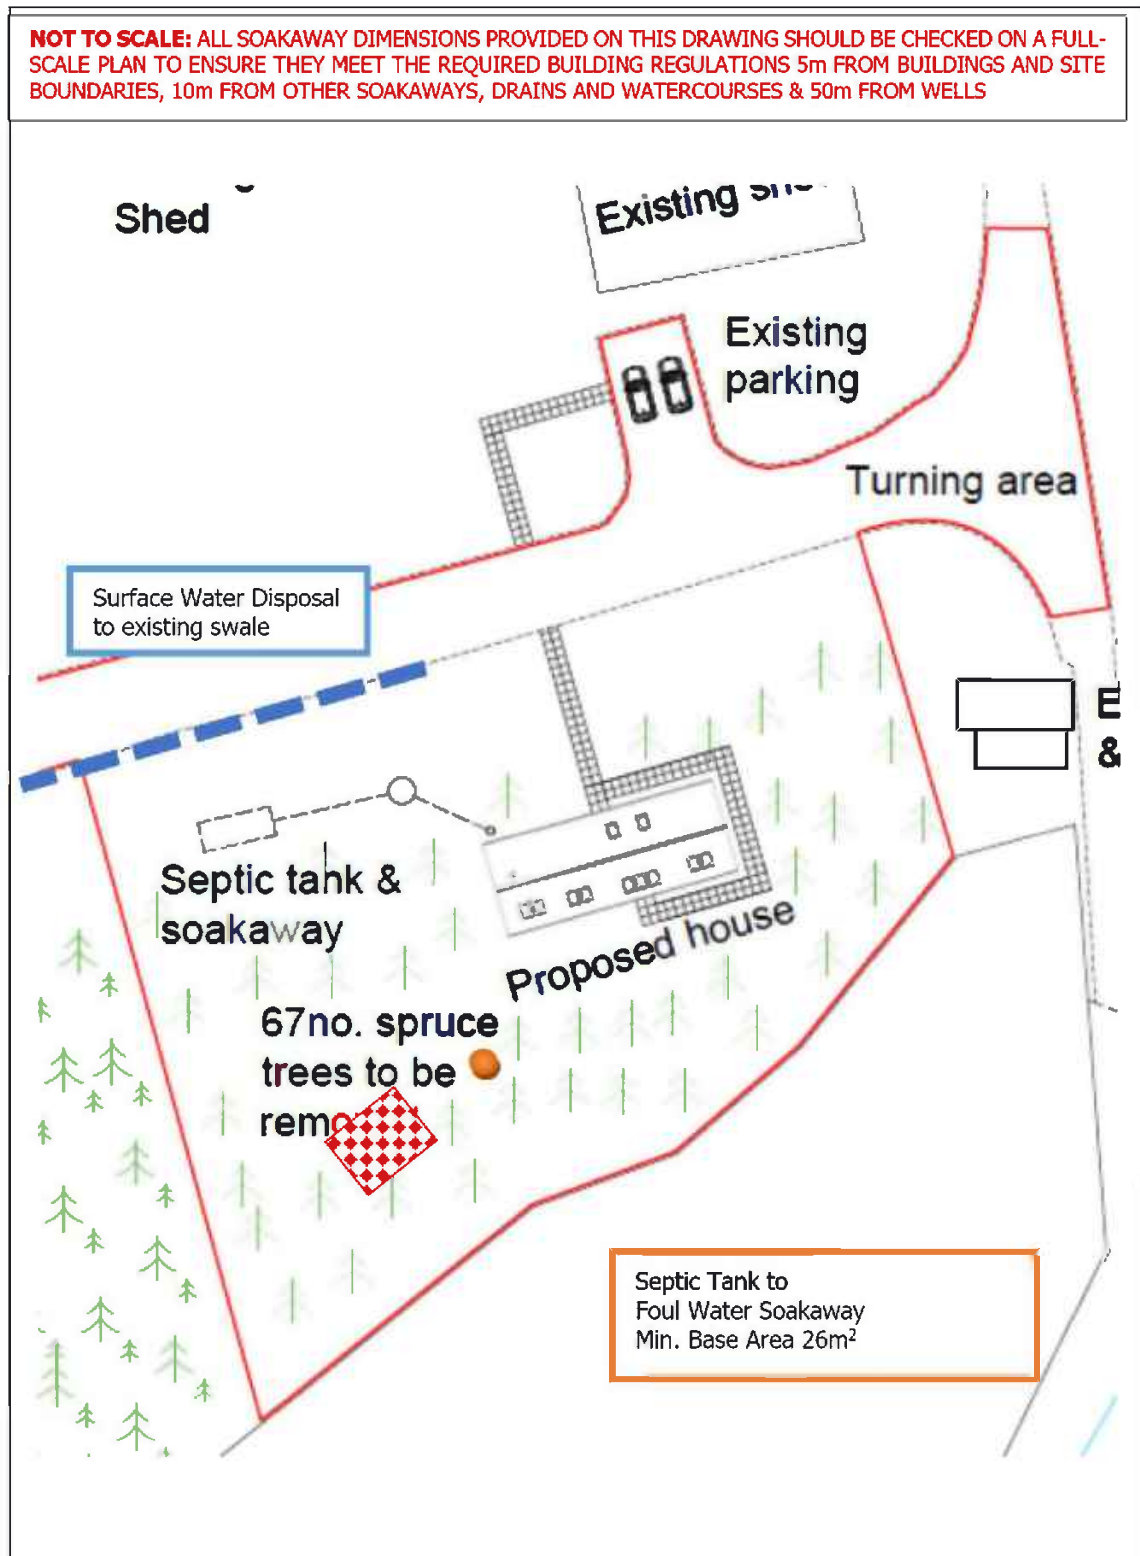 NOT TO SCALE: ALL SOAKAWAY DIMENSIONS PROVIDED ON THIS DRAWING SHOULD BE CHECKED ON A FULL-
SCALE PLAN TO ENSURE THEY MEET THE REQUIRED BUILDING REGULATIONS 5m FROM BUILDINGS AND SITE
BOUNDARIES, 10m FROM OTHER SOAKAWAYS, DRAINS AND WATERCOURSES & 50m FROM WELLS
Shed
Existing
Existing
parking
Turning area
Surface Water Disposal
to existing swale
E
&
Septic tank &
soakaway
Proposed house
67no. spruce
trees to be
Septic Tank to
Foul Water Soakaway
Min. Base Area 26m²